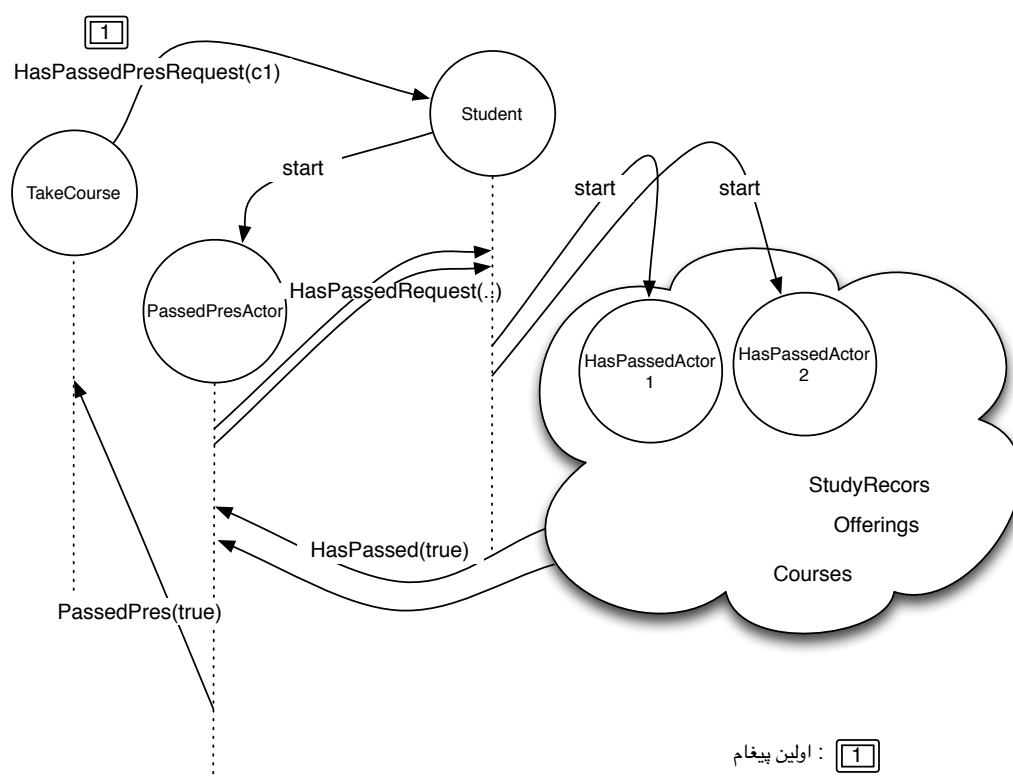 1
HasPassedPresRequest(c1)
Student
TakeCourse
start
start
start
PassedPresActor
HasPassedRequest(..)
HasPassedActor
1
HasPassedActor
2
StudyRecors
Offerings
Courses
HasPassed(true)
PassedPres(true)
1 : اولین پیغام